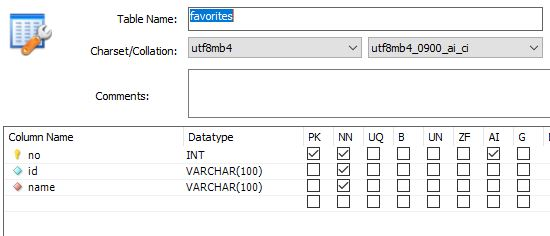 Table Name: favorites
Charset/Collation: utf8mb4 utf8mb4_0900_ai_ci
Comments:
Column Name Datatype PK NN UQ B UN ZF AI G
no INT
id VARCHAR(100)
name VARCHAR(100)